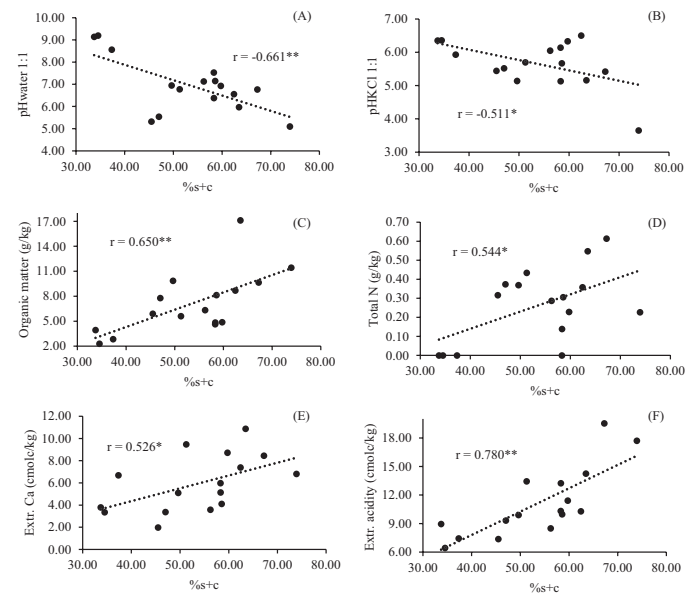 (A)
10.00
9.00
8.00
7.00
6.00
5.00
4.00
pHwater 1:1
r = -0.661**
30.00 40.00 50.00 60.00 70.00 80.00
%s+c
(B)
7.00
6.00
5.00
4.00
3.00
pHKCl 1:1
r = -0.511*
30.00 40.00 50.00 60.00 70.00 80.00
%s+c
(C)
17.00
14.00
11.00
8.00
5.00
2.00
Organic matter (g/kg)
r = 0.650**
30.00 40.00 50.00 60.00 70.00 80.00
%s+c
(D)
0.70
0.60
0.50
0.40
0.30
0.20
0.10
0.00
Total N (g/kg)
r = 0.544*
30.00 40.00 50.00 60.00 70.00 80.00
%s+c
(E)
12.00
10.00
8.00
6.00
4.00
2.00
0.00
Extr. Ca (cmolc/kg)
r = 0.526*
30.00 40.00 50.00 60.00 70.00 80.00
%s+c
(F)
18.00
15.00
12.00
9.00
6.00
Extr. acidity (cmolc/kg)
r = 0.780**
30.00 40.00 50.00 60.00 70.00 80.00
%s+c